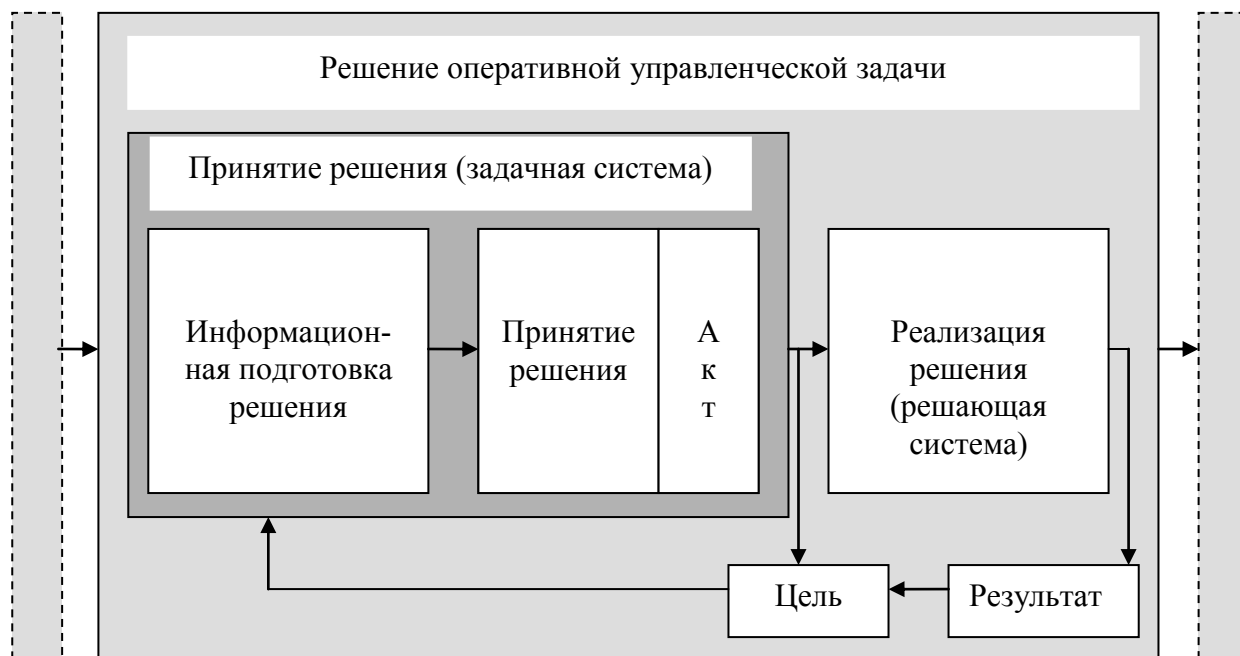 Решение оперативной управленческой задачи
Принятие решения (задачная система)
Информацион-
ная подготовка
решения
Принятие
решения
А
к
т
Реализация
решения
(решающая
система)
Цель
Результат